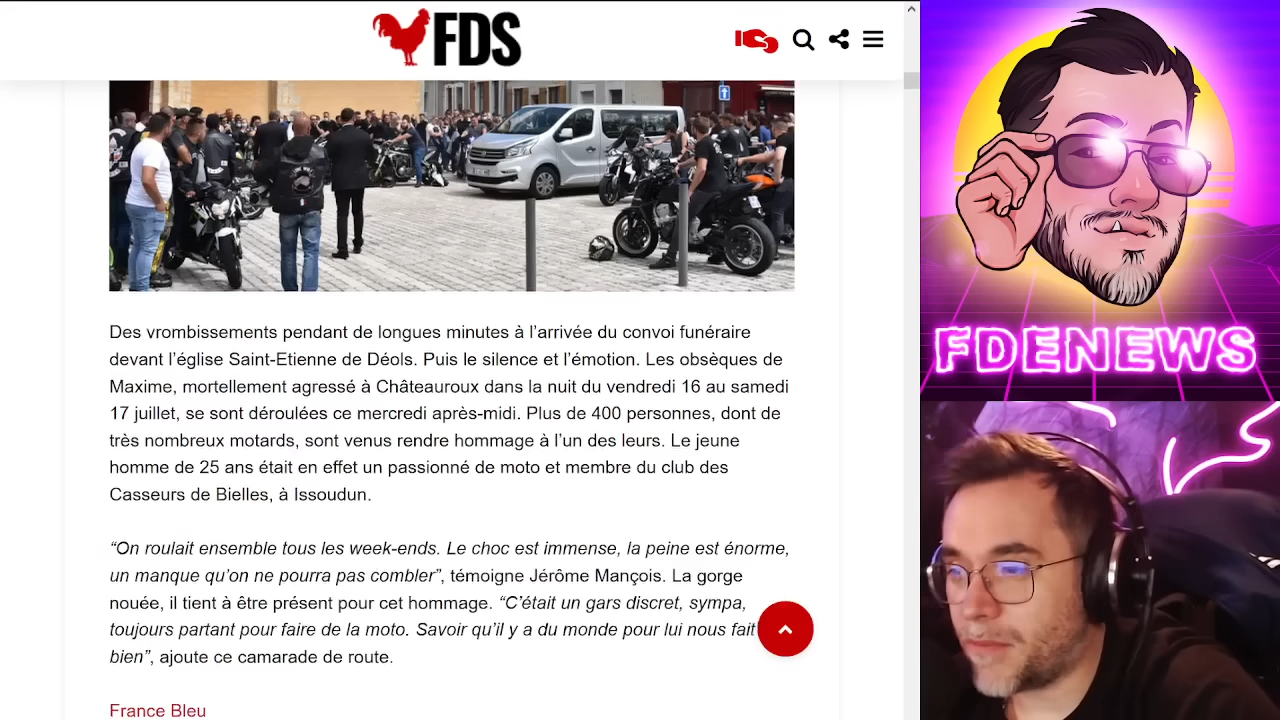 FDS
Des vrombissements pendant de longues minutes à l’arrivée du convoi funéraire
devant l’église Saint-Etienne de Déols. Puis le silence et l’émotion. Les obsèques de
Maxime, mortellement agressé à Châteauroux dans la nuit du vendredi 16 au samedi
17 juillet, se sont déroulées ce mercredi après-midi. Plus de 400 personnes, dont de
très nombreux motards, sont venus rendre hommage à l’un des leurs. Le jeune
homme de 25 ans était en effet un passionné de moto et membre du club des
Casseurs de Bielles, à Issoudun.
“On roulait ensemble tous les week-ends. Le choc est immense, la peine est énorme,
un manque qu’on ne pourra pas combler”, témoigne Jérôme Mançois. La gorge
nouée, il tient à être présent pour cet hommage. “C’était un gars discret, sympa,
toujours partant pour faire de la moto. Savoir qu’il y a du monde pour lui nous fait
bien”, ajoute ce camarade de route.
France Bleu
FDENEWS